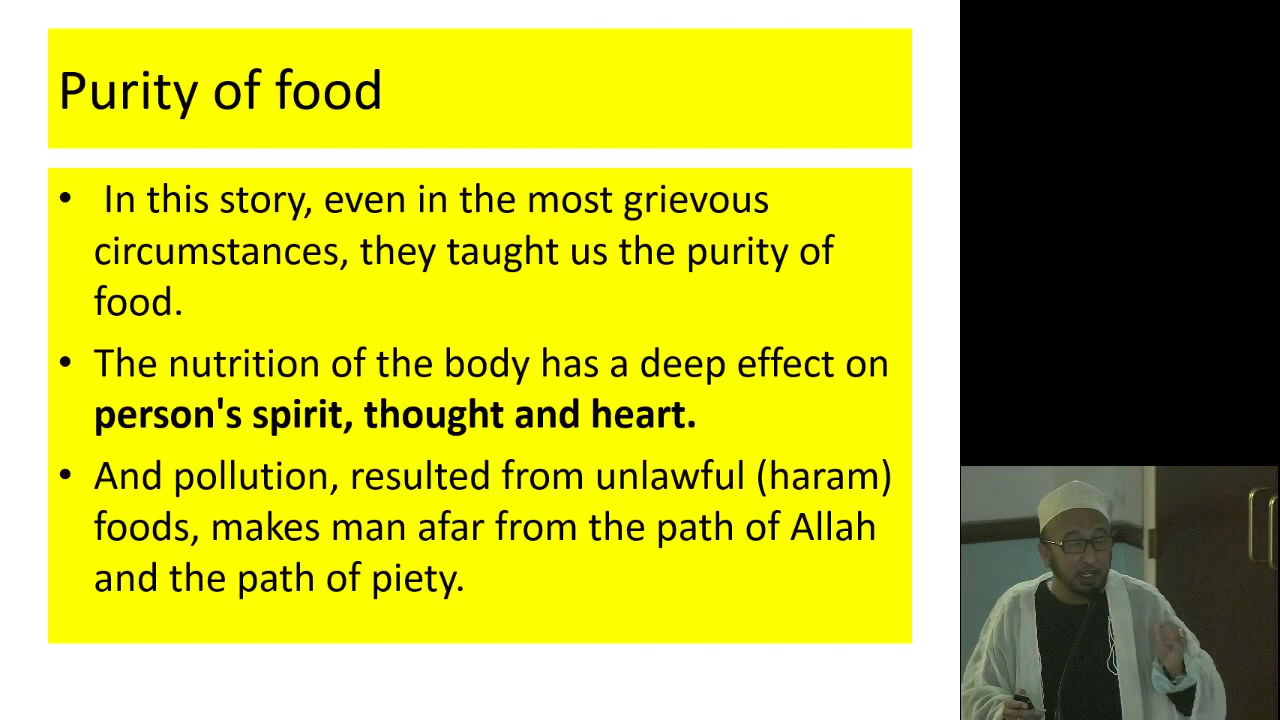 Purity of food
• In this story, even in the most grievous
circumstances, they taught us the purity of
food.
• The nutrition of the body has a deep effect on
person's spirit, thought and heart.
• And pollution, resulted from unlawful (haram)
foods, makes man afar from the path of Allah
and the path of piety.